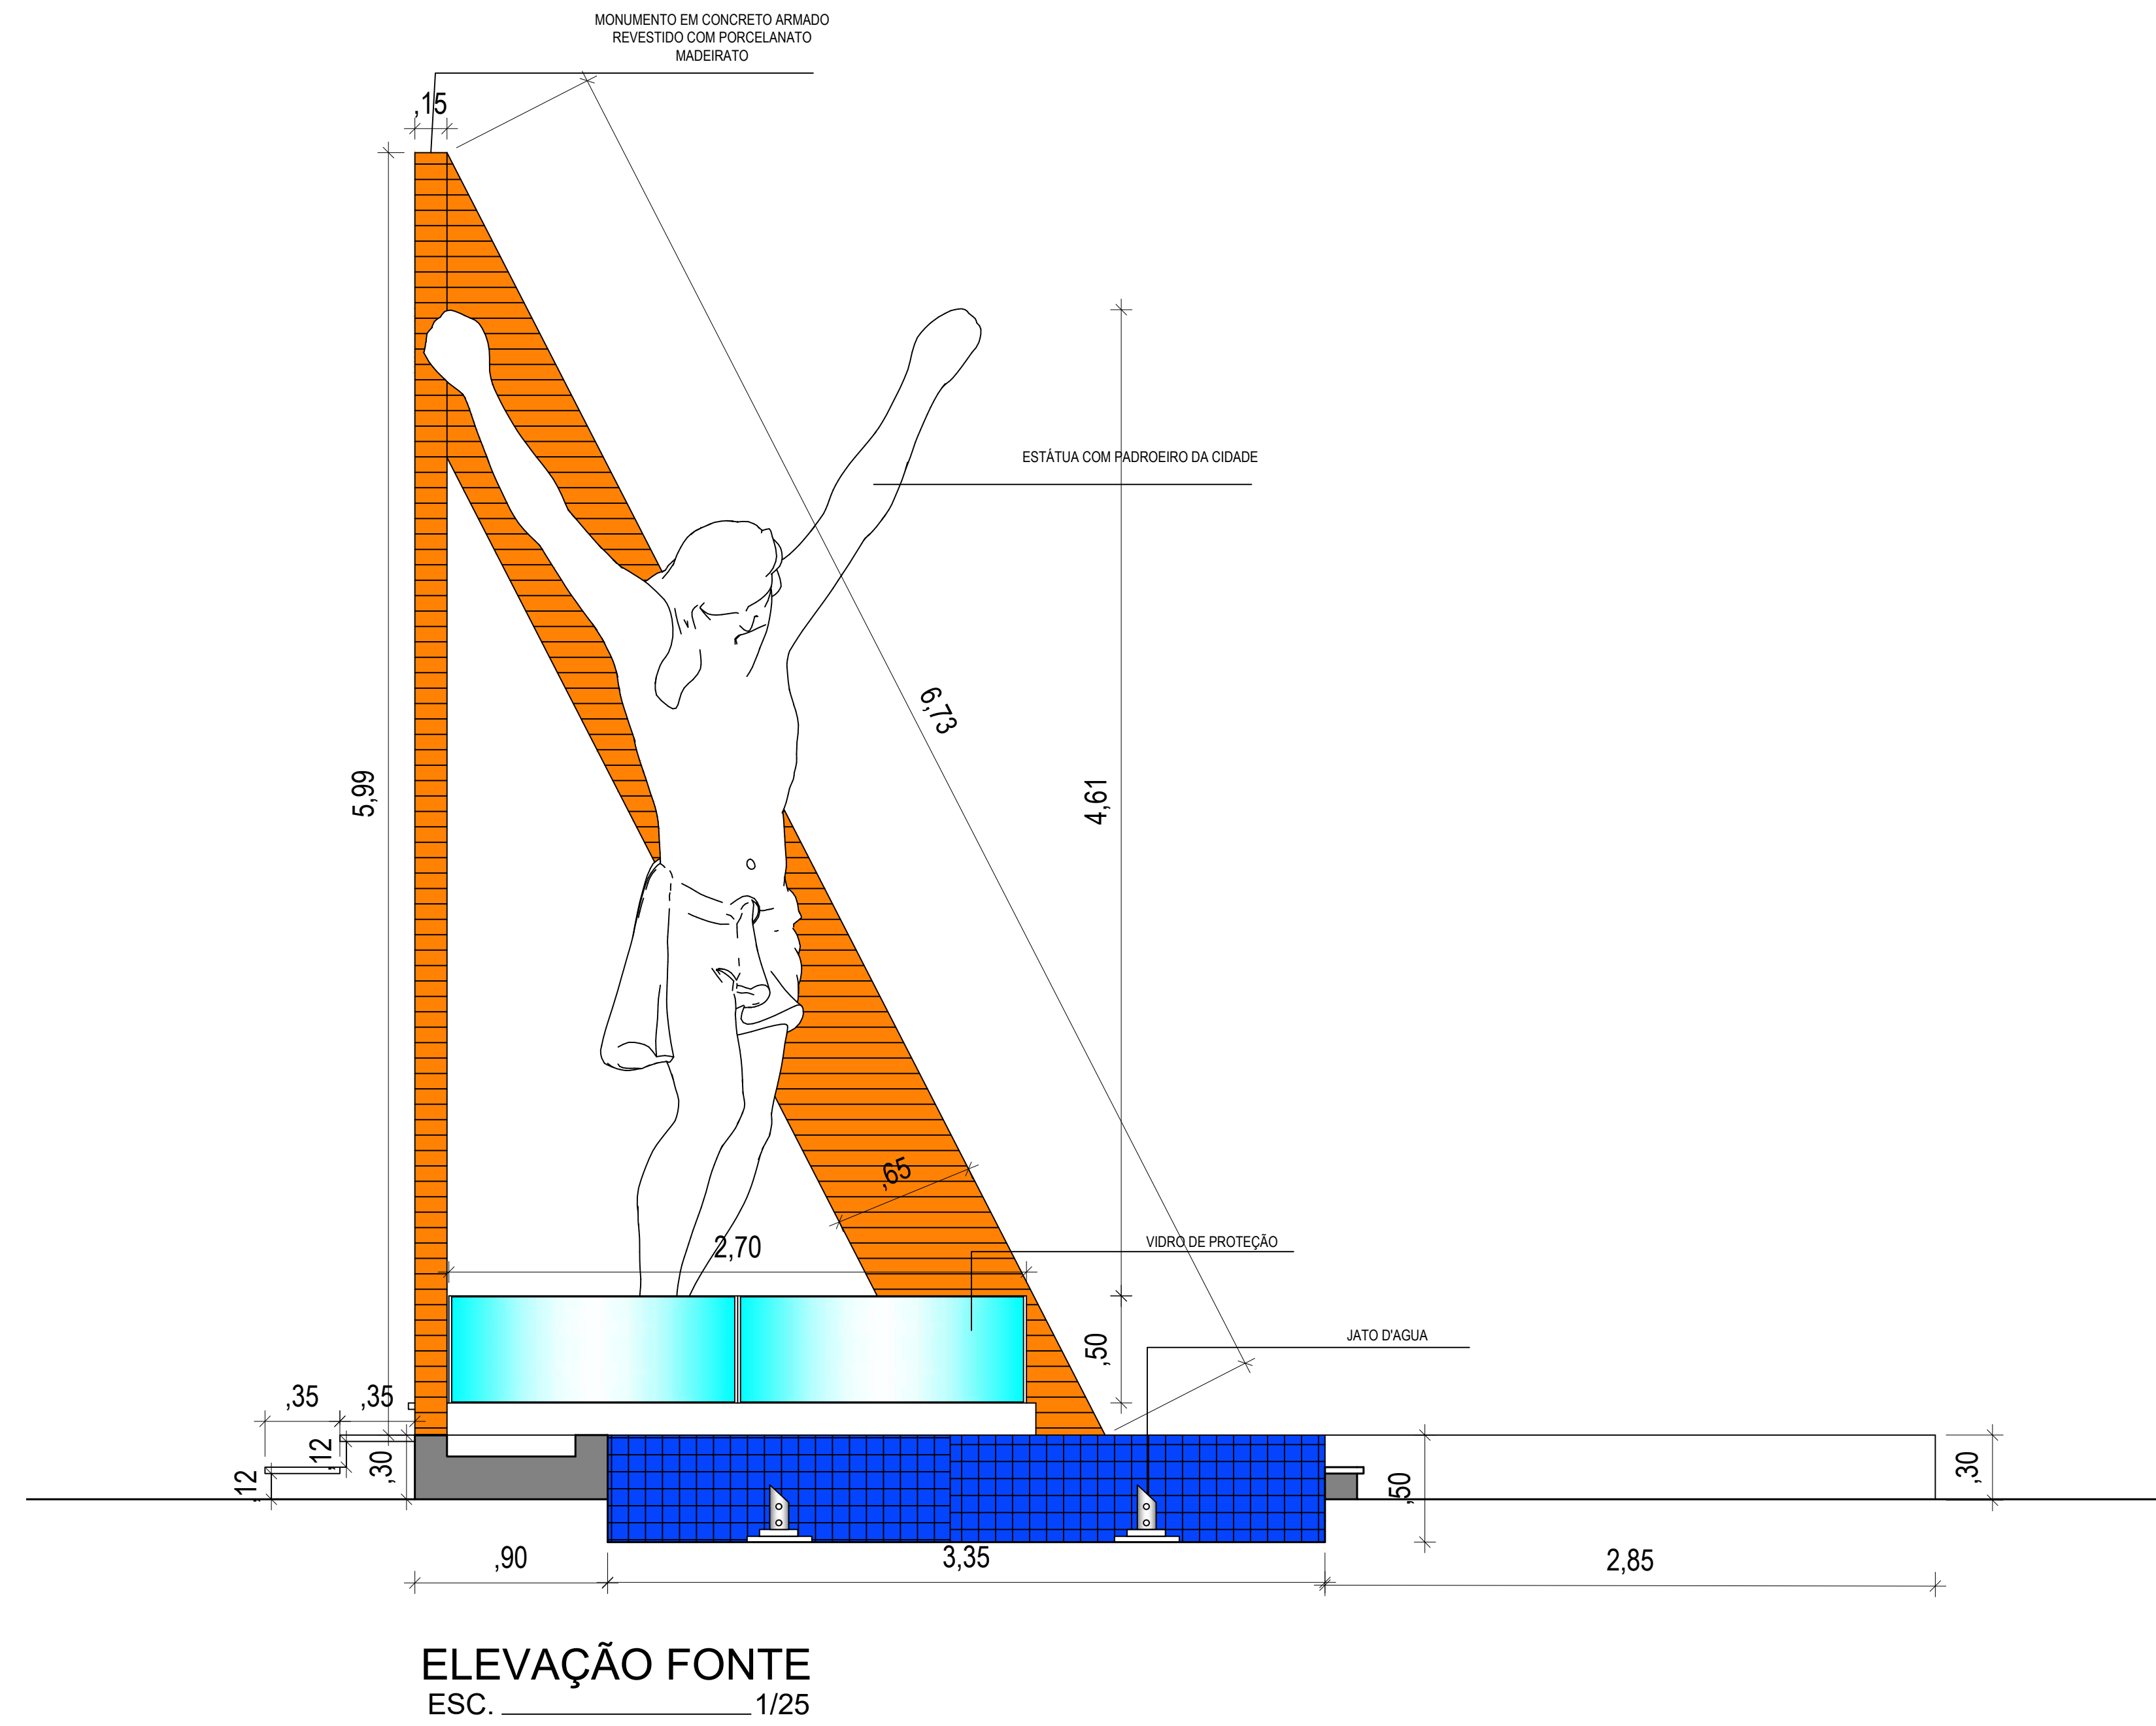 MONUMENTO EM CONCRETO ARMADO
REVESTIDO COM PORCELANATO
MADEIRATO
,15
ESTÁTUA COM PADROEIRO DA CIDADE
6,73
5,99
4,61
,65
2,70
VIDRO DE PROTEÇÃO
,50
JATO D'AGUA
,35
,35
,12
,12
,30
,50
,30
,90
3,35
2,85
ELEVAÇÃO FONTE
ESC. 1/25